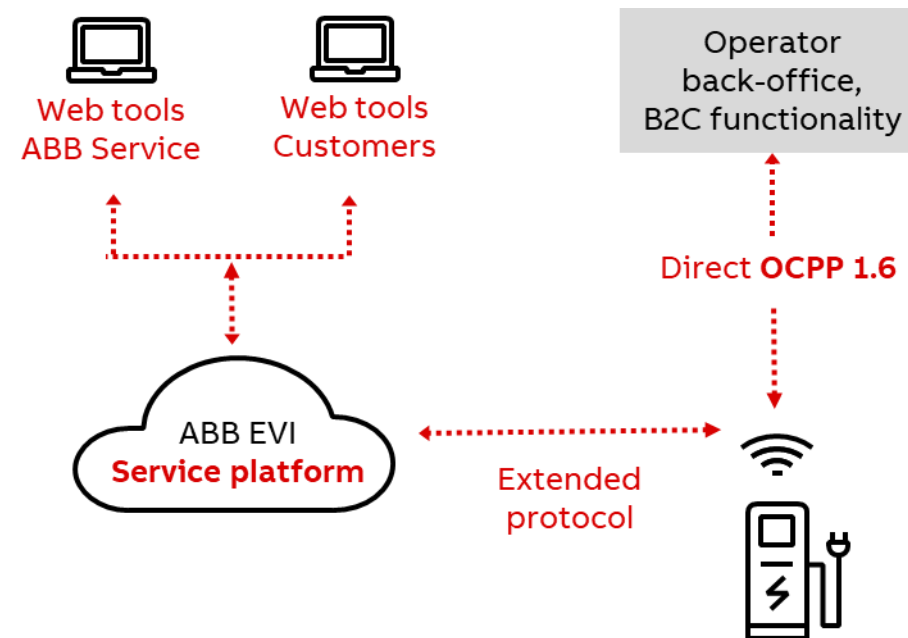 Web tools
ABB Service
Web tools
Customers
Operator
back-office,
B2C functionality
Direct OCPP 1.6
ABB EVI
Service platform
Extended
protocol